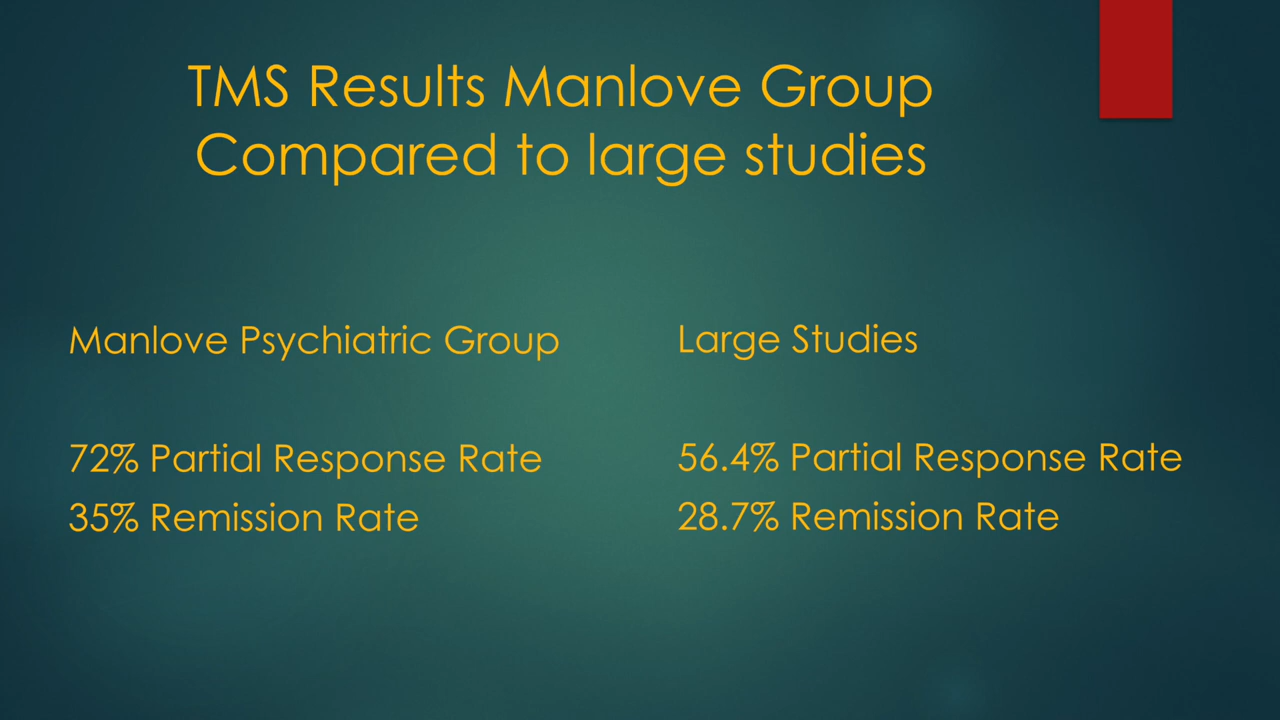 TMS Results Manlove Group
Compared to large studies
Manlove Psychiatric Group
72% Partial Response Rate
35% Remission Rate
Large Studies
56.4% Partial Response Rate
28.7% Remission Rate